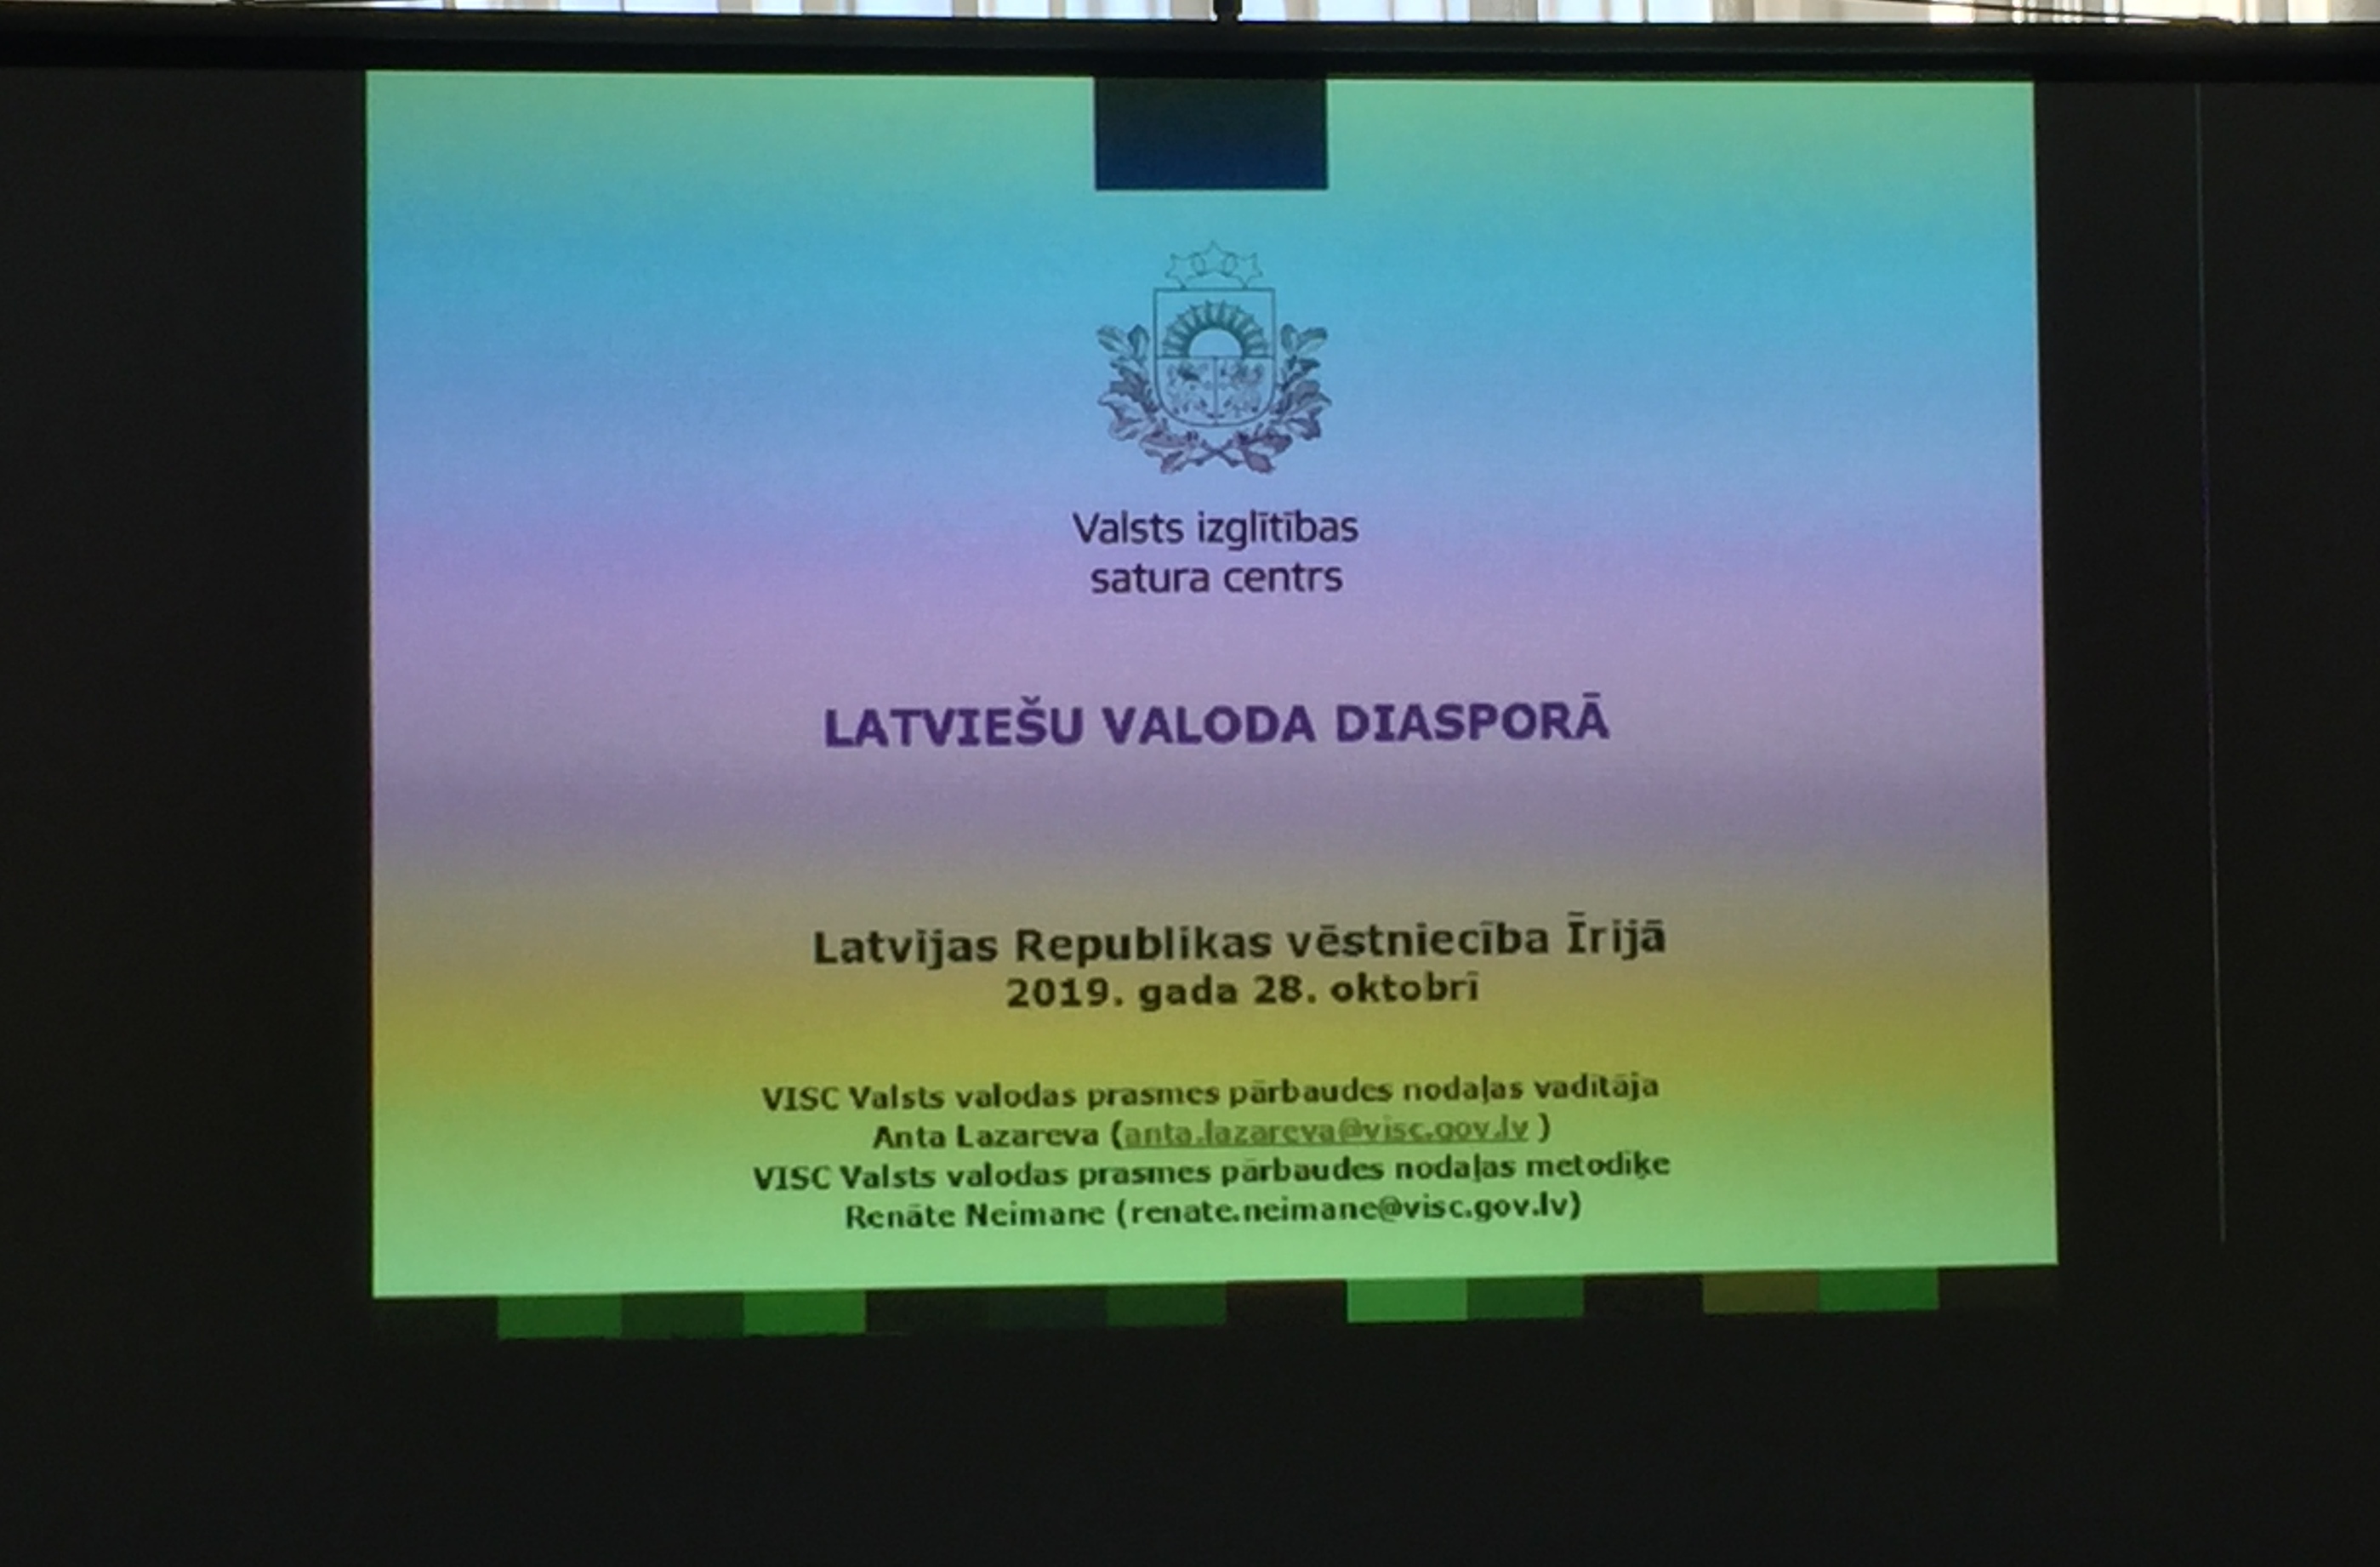 Valsts izglītības
satura centrs
LATVIEŠU VALODA DIASPORĀ
Latvijas Republikas vēstniecība Īrijā
2019. gada 28. oktobrī
VISC Valsts valodas prasmes pārbaudes nodaļas vadītāja
Anta Lazareva (anta.lazareva@visc.gov.lv )
VISC Valsts valodas prasmes pārbaudes nodaļas metodiķe
Renāte Neimane (renate.neimane@visc.gov.lv)